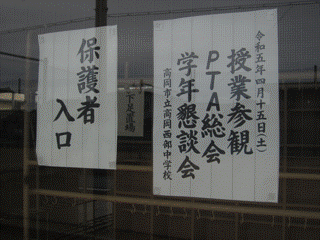 令和五年四月十五日(土)
授業参観
PTA総会
学年懇談会
高岡市立高岡西部中学校
保護者
入口